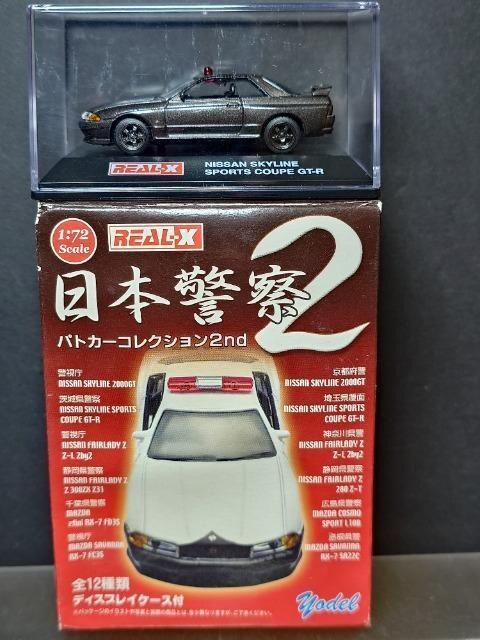 REAL-X
NISSAN SKYLINE
SPORTS COUPE GT-R
1:72
Scale
REAL-X
日本警察2
パトカーコレクション2nd
警視庁
NISSAN SKYLINE 2000GT
茨城県警察
NISSAN SKYLINE SPORTS
COUPE GT-R
警視庁
NISSAN FAIRLADY Z
Z-L 2by2
静岡県警察
NISSAN FAIRLADY Z
Z 300ZX Z31
千葉県警察
MAZDA
εfini RX-7 FD3S
警視庁
MAZDA SAVANNA
RX-7 FC3S
京都府警
NISSAN SKYLINE 2000GT
埼玉県覆面
NISSAN SKYLINE SPORTS
COUPE GT-R
神奈川県警
NISSAN FAIRLADY Z
Z-L 2by2
静岡県警察
NISSAN FAIRLADY Z
280 Z-T
広島県警察
MAZDA COSMO
SPORT L10B
島根県警
MAZDA SAVANNA
RX-7 SA22C
全12種類
ディスプレイケース付
yodel